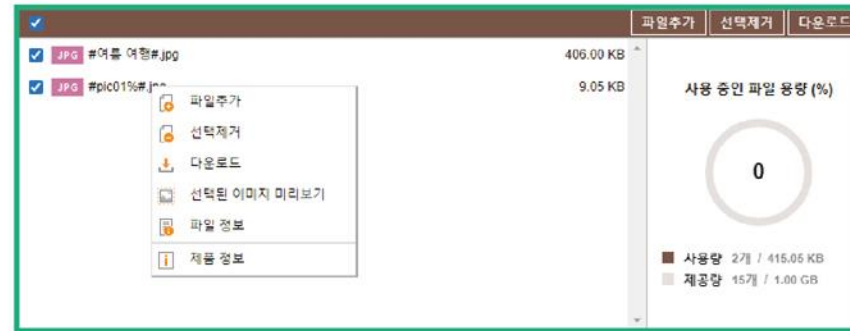 파일추가 선택제거 다운로드
JPG #여름 여행#.jpg 406.00 KB
JPG #pic01%#.jpg 9.05 KB
파일추가
선택제거
다운로드
선택된 이미지 미리보기
파일 정보
제품 정보
사용 중인 파일 용량 (%)
0
사용량 2개 / 415.05 KB
제공량 15개 / 1.00 GB